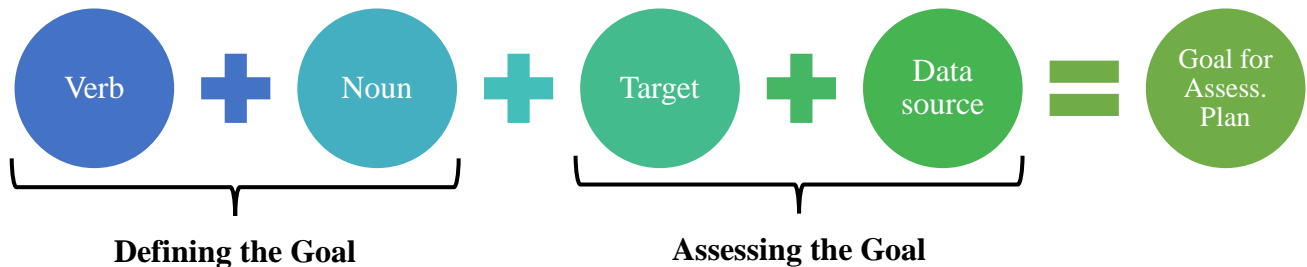 Verb
Noun
Target
Data
source
Goal for
Assess.
Plan
Defining the Goal
Assessing the Goal